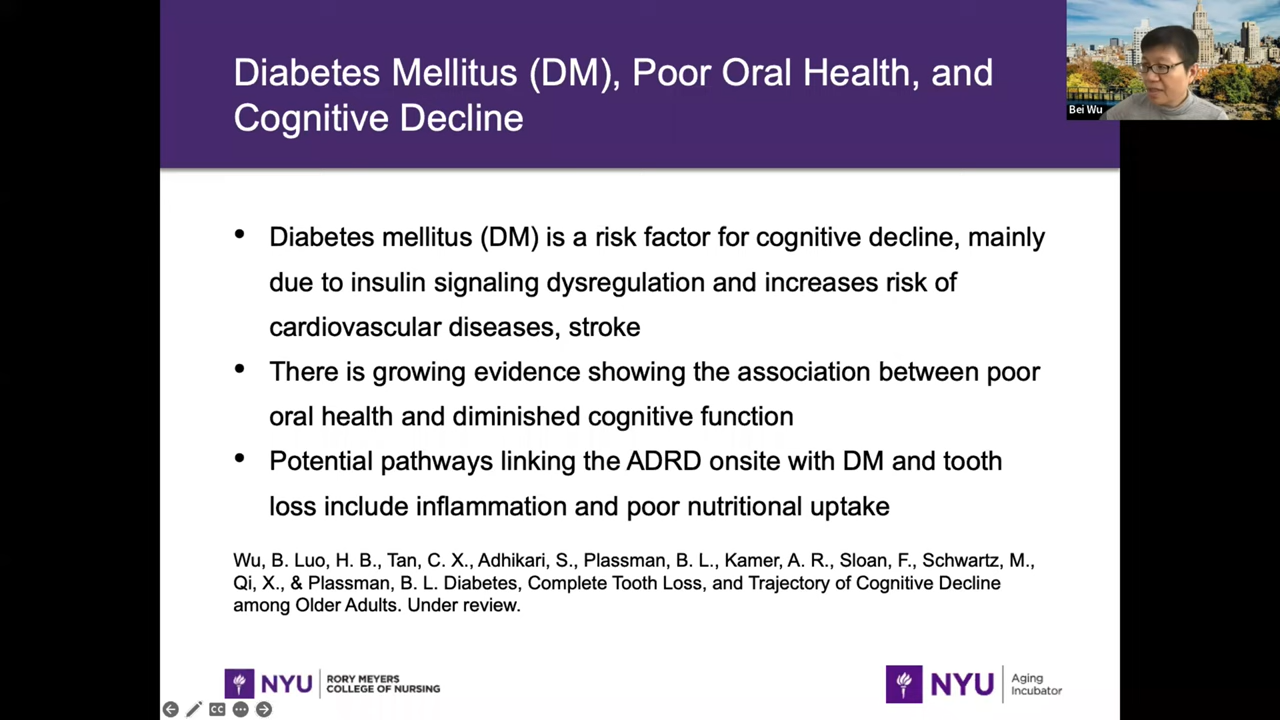 Diabetes Mellitus (DM), Poor Oral Health, and
Cognitive Decline
Bei Wu
• Diabetes mellitus (DM) is a risk factor for cognitive decline, mainly
due to insulin signaling dysregulation and increases risk of
cardiovascular diseases, stroke
• There is growing evidence showing the association between poor
oral health and diminished cognitive function
• Potential pathways linking the ADRD onsite with DM and tooth
loss include inflammation and poor nutritional uptake
Wu, B. Luo, H. B., Tan, C. X., Adhikari, S., Plassman, B. L., Kamer, A. R., Sloan, F., Schwartz, M.,
Qi, X., & Plassman, B. L. Diabetes, Complete Tooth Loss, and Trajectory of Cognitive Decline
among Older Adults. Under review.
NYU RORY MEYERS
COLLEGE OF NURSING
NYU Aging
Incubator
CC